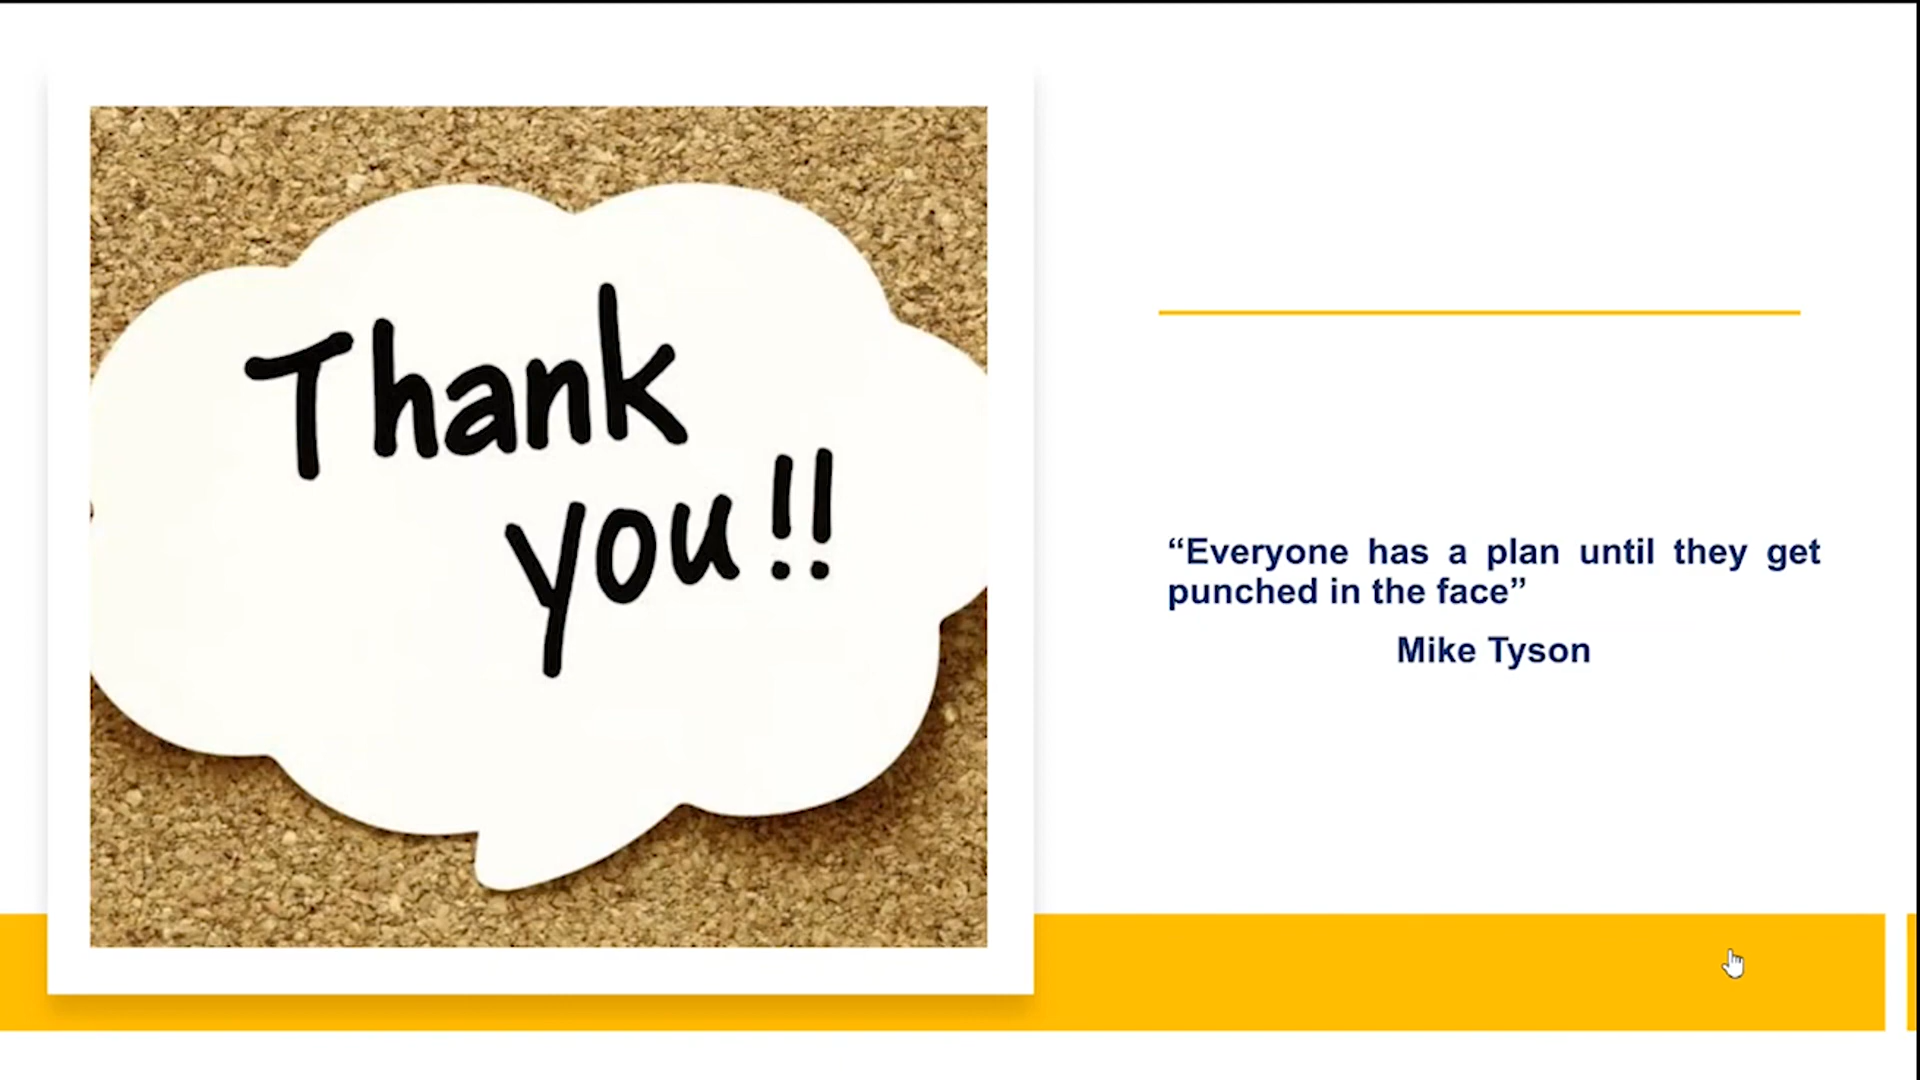 Thank
you!!
“Everyone has a plan until they get
punched in the face”
Mike Tyson